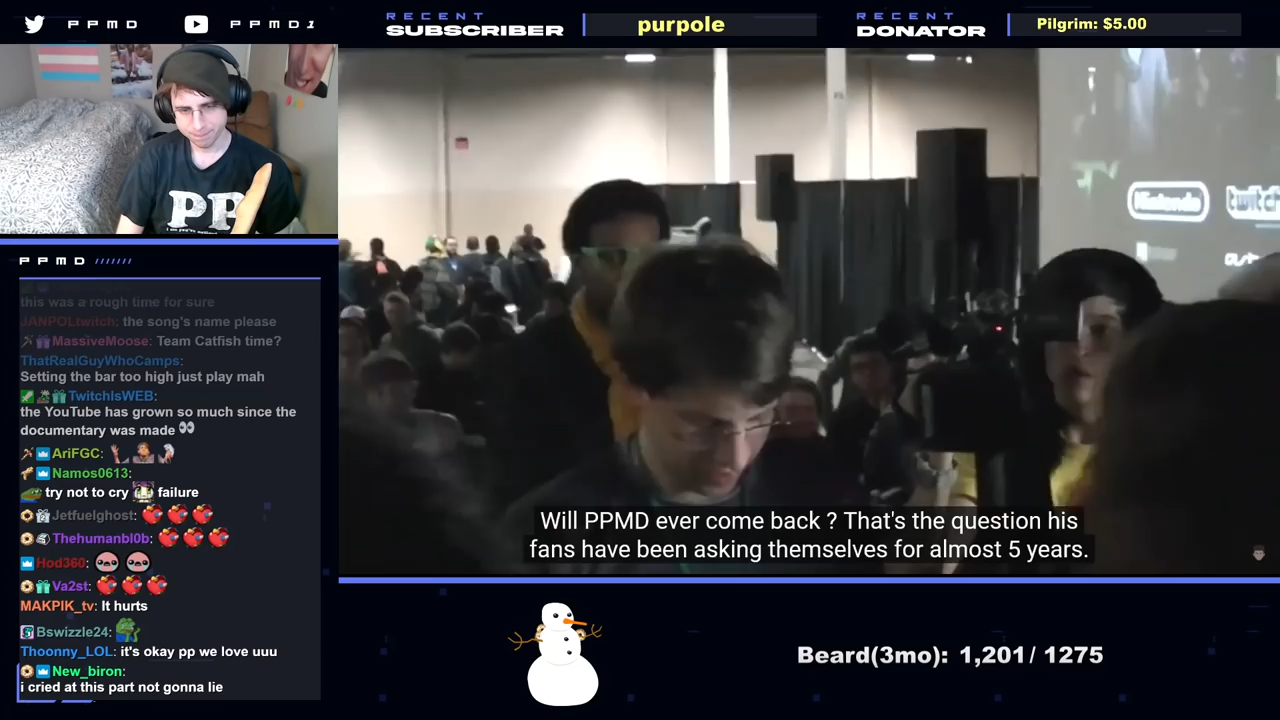 PPMD
PPMD1
RECENT
SUBSCRIBER
purpole
RECENT
DONATOR
Pilgrim: $5.00
PP
Nintendo
twitch
PPMD ///////
this was a rough time for sure
JANPOLtwitch: the song's name please
MassiveMoose: Team Catfish time?
ThatRealGuyWhoCamps:
Setting the bar too high just play mah
TwitchIsWEB:
the YouTube has grown so much since the
documentary was made
AriFGC:
Namos0613:
try not to cry failure
Jetfuelghost:
Thehumanbl0b:
Hod360:
Va2st:
MAKPIK_tv: It hurts
Bswizzle24:
Thoonny_LOL: it's okay pp we love uuu
New_biron:
i cried at this part not gonna lie
Will PPMD ever come back ? That's the question his
fans have been asking themselves for almost 5 years.
Beard(3mo): 1,201/ 1275